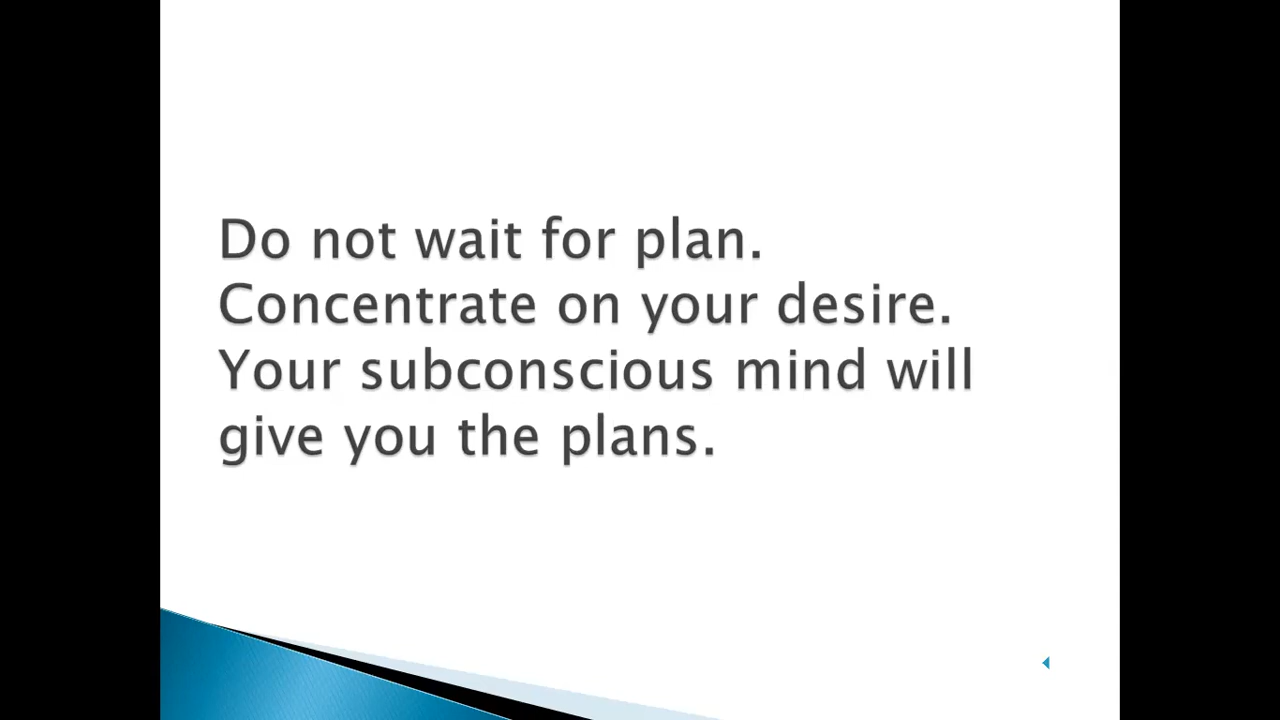 Do not wait for plan.
Concentrate on your desire.
Your subconscious mind will
give you the plans.